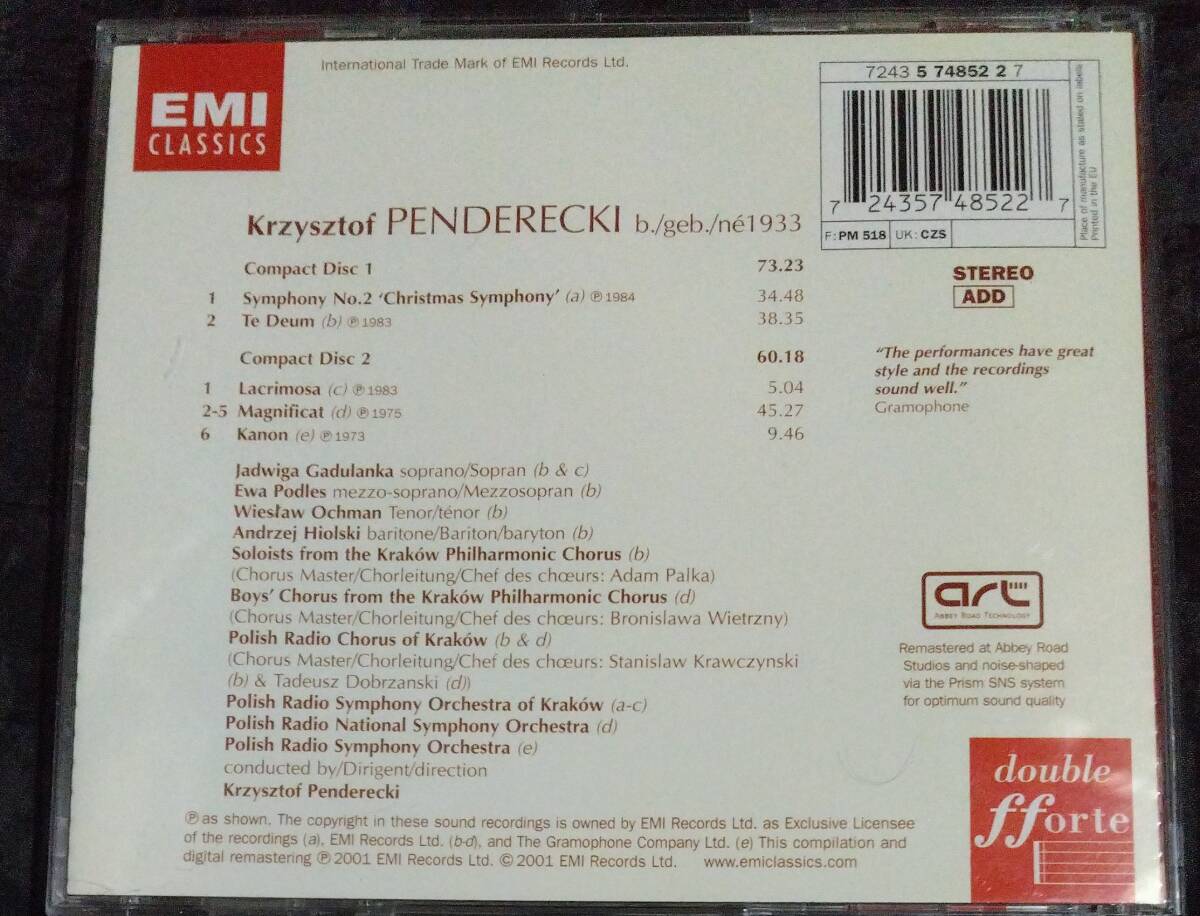 EMI
CLASSICS
International Trade Mark of EMI Records Ltd.
7243 5 74852 2 7
7 24357 48522 7
F: PM 518 UK: CZS
Place of manufacture as stated on labels
Printed in the EU
Krzysztof PENDERECKI b./geb./né1933
Compact Disc 1 73.23
1 Symphony No.2 ‘Christmas Symphony’ (a) ℗ 1984 34.48
2 Te Deum (b) ℗ 1983 38.35
Compact Disc 2 60.18
1 Lacrimosa (c) ℗ 1983 5.04
2-5 Magnificat (d) ℗ 1975 45.27
6 Kanon (e) ℗ 1973 9.46
STEREO
ADD
“The performances have great
style and the recordings
sound well.”
Gramophone
Jadwiga Gadulanka soprano/Sopran (b & c)
Ewa Podles mezzo-soprano/Mezzosopran (b)
Wiesław Ochman Tenor/ténor (b)
Andrzej Hiolski baritone/Bariton/baryton (b)
Soloists from the Kraków Philharmonic Chorus (b)
(Chorus Master/Chorleitung/Chef des chœurs: Adam Palka)
Boys’ Chorus from the Kraków Philharmonic Chorus (d)
(Chorus Master/Chorleitung/Chef des chœurs: Bronislawa Wietrzny)
Polish Radio Chorus of Kraków (b & d)
(Chorus Master/Chorleitung/Chef des chœurs: Stanislaw Krawczynski
(b) & Tadeusz Dobrzanski (d))
Polish Radio Symphony Orchestra of Kraków (a-c)
Polish Radio National Symphony Orchestra (d)
Polish Radio Symphony Orchestra (e)
conducted by/Dirigent/direction
Krzysztof Penderecki
art
ABBEY ROAD TECHNOLOGY
Remastered at Abbey Road
Studios and noise-shaped
via the Prism SNS system
for optimum sound quality
double
fforte
℗ as shown. The copyright in these sound recordings is owned by EMI Records Ltd. as Exclusive Licensee
of the recordings (a), EMI Records Ltd. (b-d), and The Gramophone Company Ltd. (e) This compilation and
digital remastering ℗ 2001 EMI Records Ltd. © 2001 EMI Records Ltd. www.emiclassics.com